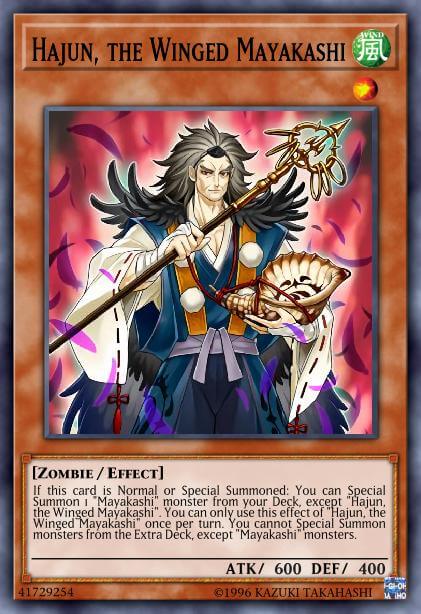 Hajun, the Winged Mayakashi
WIND
風
[Zombie / Effect]
If this card is Normal or Special Summoned: You can Special
Summon 1 "Mayakashi" monster from your Deck, except "Hajun,
the Winged Mayakashi". You can only use this effect of "Hajun, the
Winged Mayakashi" once per turn. You cannot Special Summon
monsters from the Extra Deck, except "Mayakashi" monsters.
ATK/ 600 DEF/ 400
41729254 ©1996 KAZUKI TAKAHASHI